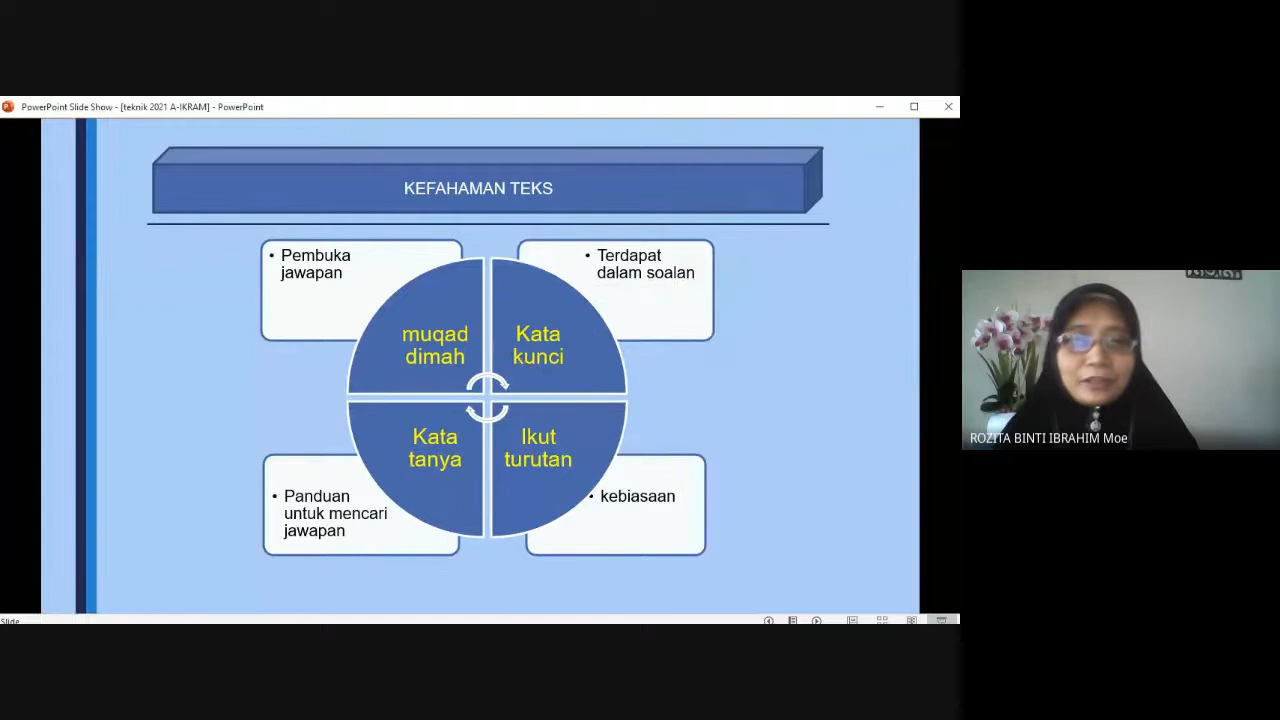 PowerPoint Slide Show - [teknik 2021 A-IKRAM] - PowerPoint
KEFAHAMAN TEKS
• Pembuka
jawapan
• Terdapat
dalam soalan
muqad
dimah
Kata
kunci
Kata
tanya
Ikut
turutan
• Panduan
untuk mencari
jawapan
• kebiasaan
ROZITA BINTI IBRAHIM Moe
Slide